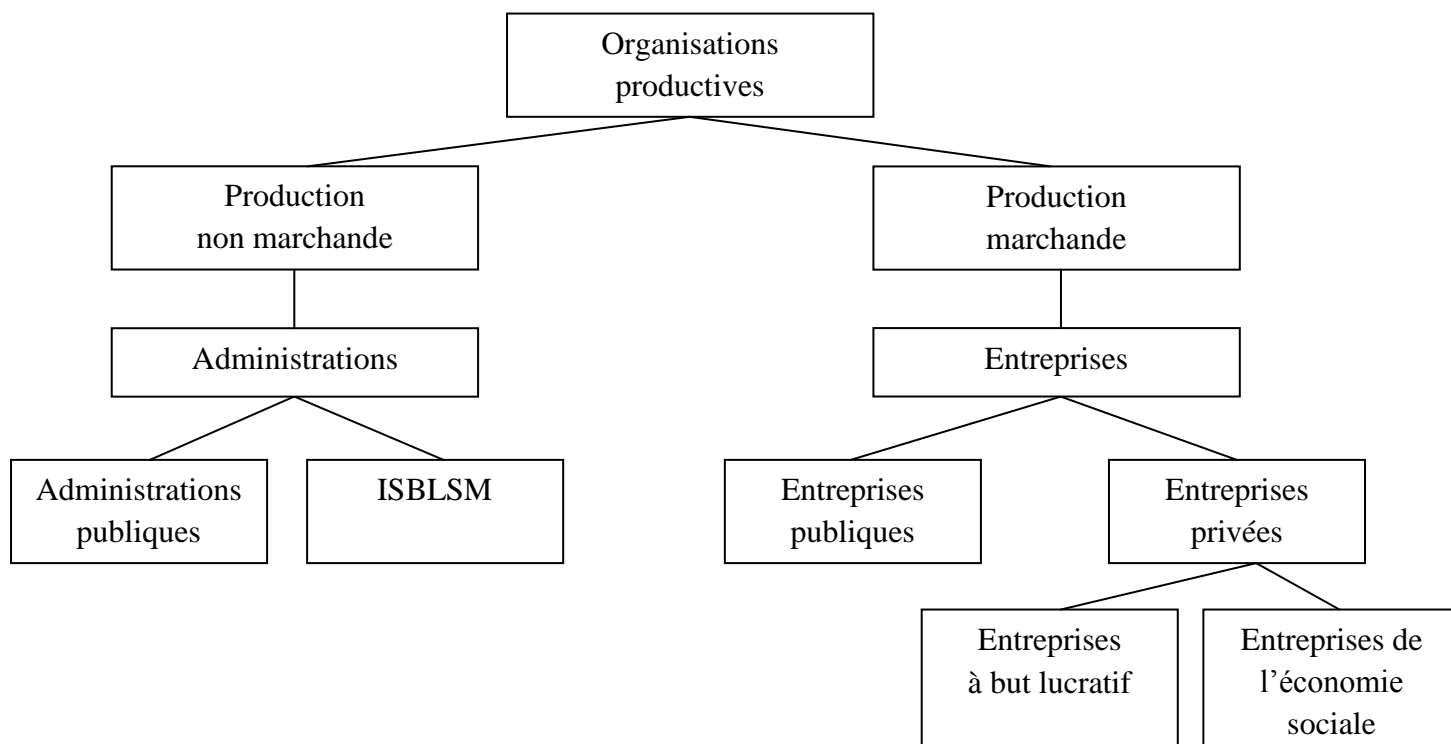 Organisations
productives
Production
non marchande
Production
marchande
Administrations
Entreprises
Administrations
publiques
ISBLSM
Entreprises
publiques
Entreprises
privées
Entreprises
à but lucratif
Entreprises de
l’économie
sociale